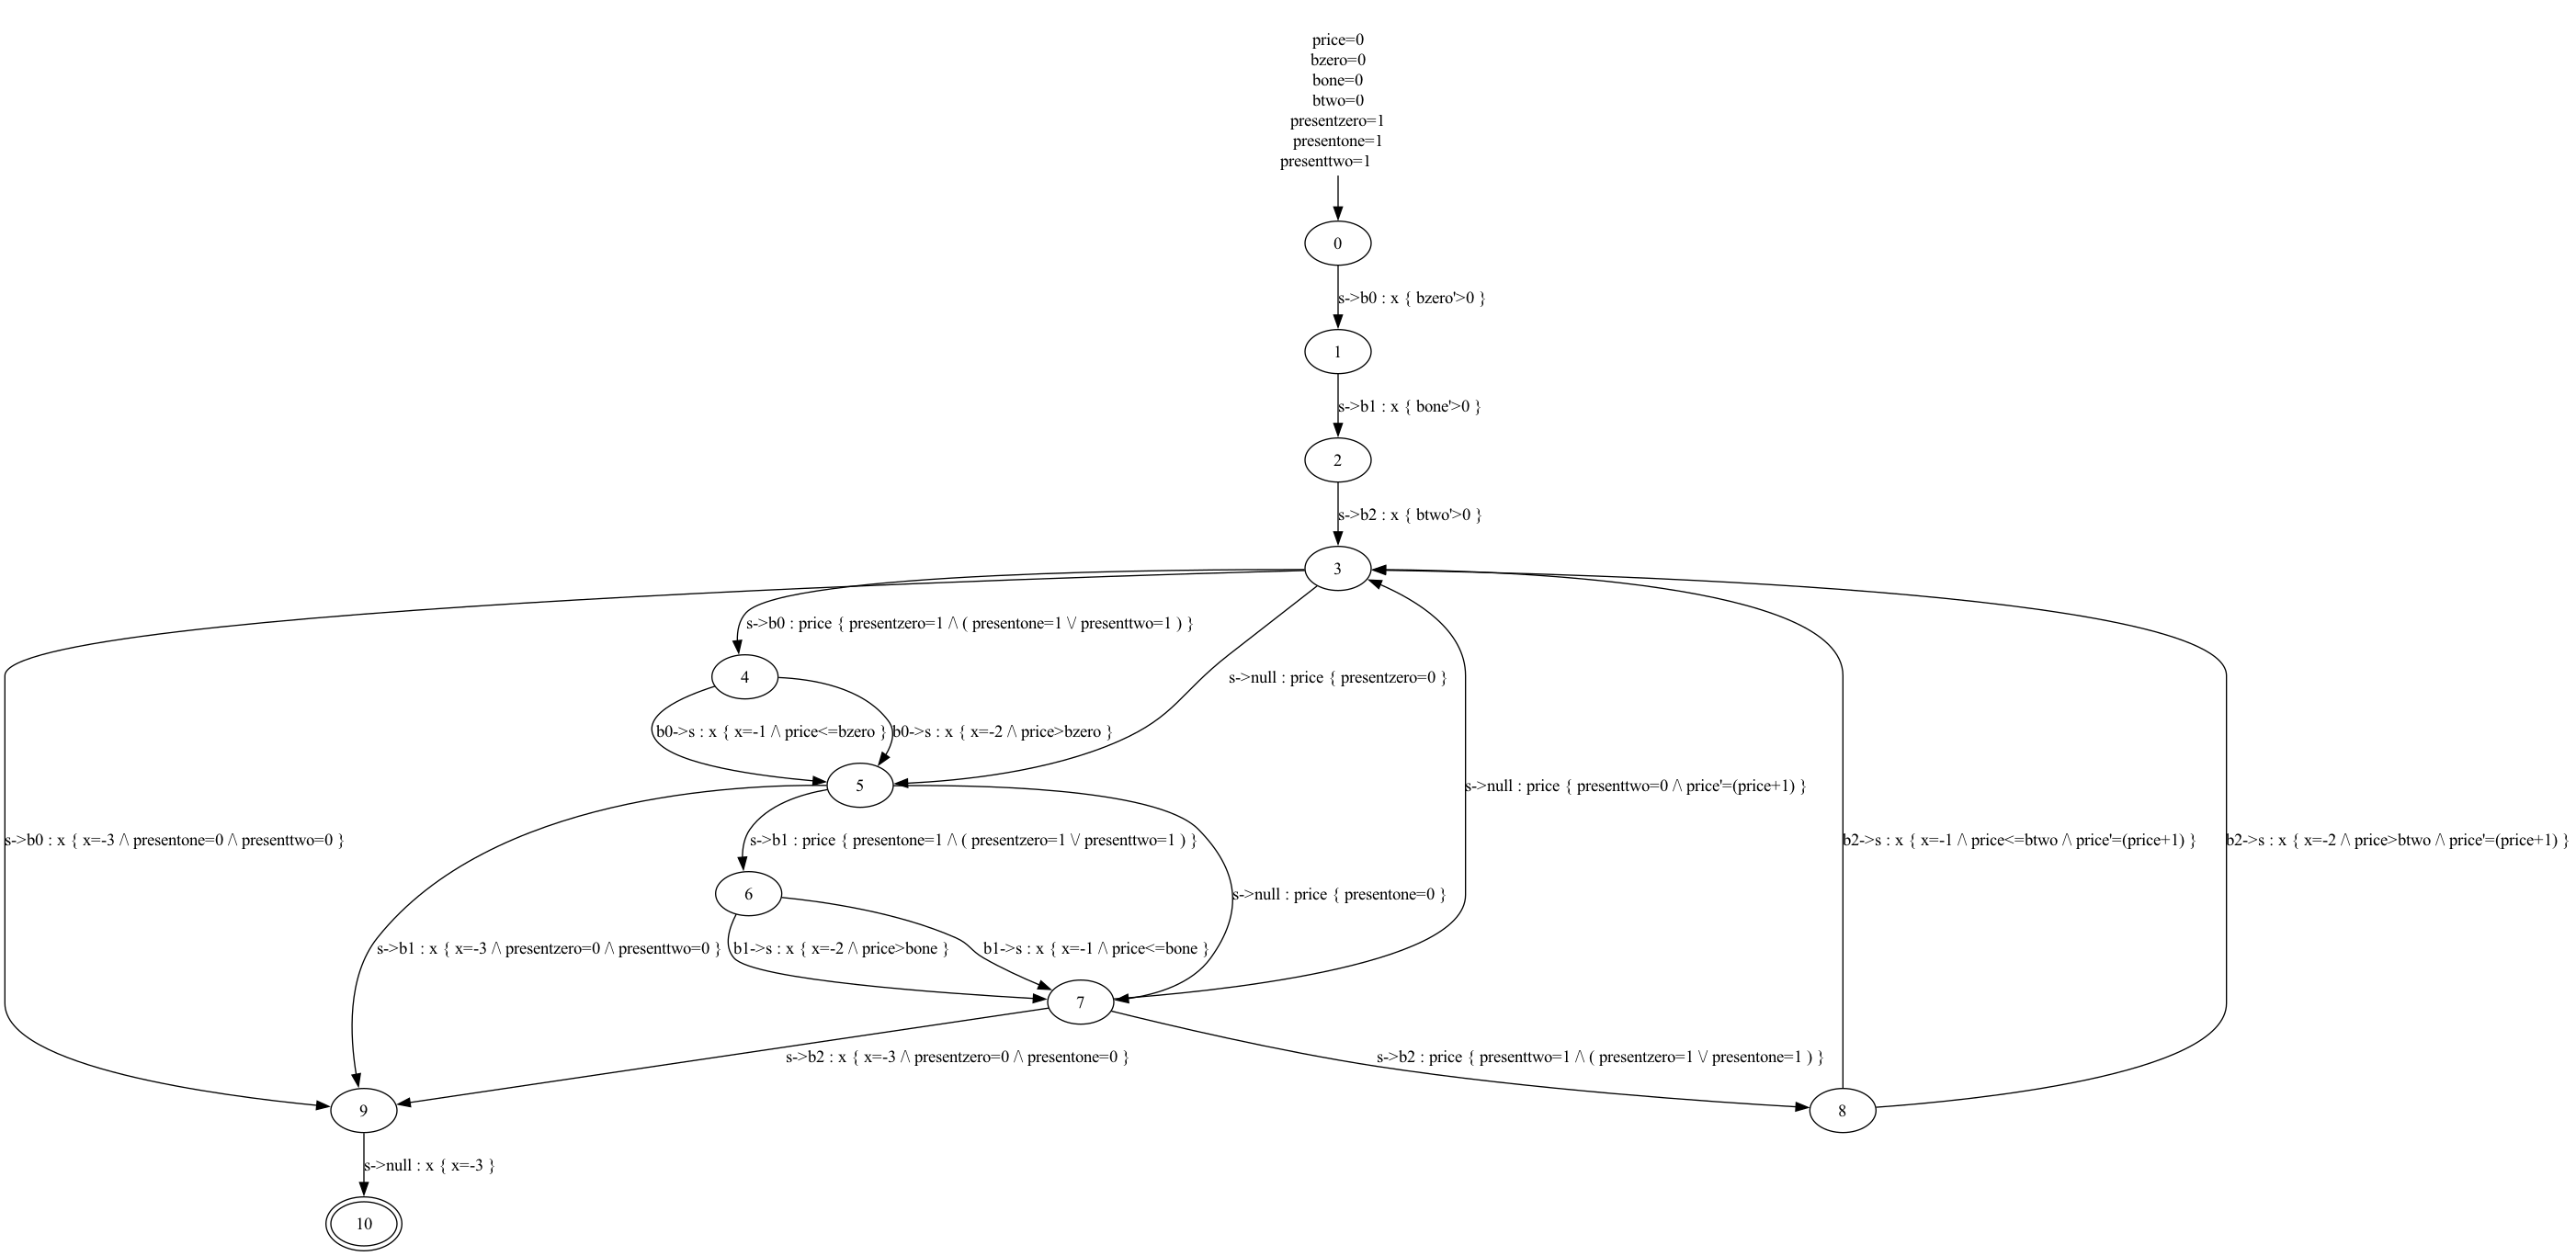 price=0
bzero=0
bone=0
btwo=0
presentzero=1
presentone=1
presenttwo=1
0
s->b0 : x { bzero'>0 }
1
s->b1 : x { bone'>0 }
2
s->b2 : x { btwo'>0 }
3
s->b0 : price { presentzero=1 /\ ( presentone=1 \/ presenttwo=1 ) }
4
s->null : price { presentzero=0 }
b0->s : x { x=-1 /\ price<=bzero }
b0->s : x { x=-2 /\ price>bzero }
5
s->null : price { presenttwo=0 /\ price'=(price+1) }
s->b0 : x { x=-3 /\ presentone=0 /\ presenttwo=0 }
s->b1 : price { presentone=1 /\ ( presentzero=1 \/ presenttwo=1 ) }
b2->s : x { x=-1 /\ price<=btwo /\ price'=(price+1) }
b2->s : x { x=-2 /\ price>btwo /\ price'=(price+1) }
6
s->null : price { presentone=0 }
s->b1 : x { x=-3 /\ presentzero=0 /\ presenttwo=0 }
b1->s : x { x=-2 /\ price>bone }
b1->s : x { x=-1 /\ price<=bone }
7
s->b2 : x { x=-3 /\ presentzero=0 /\ presentone=0 }
s->b2 : price { presenttwo=1 /\ ( presentzero=1 \/ presentone=1 ) }
9
8
s->null : x { x=-3 }
10